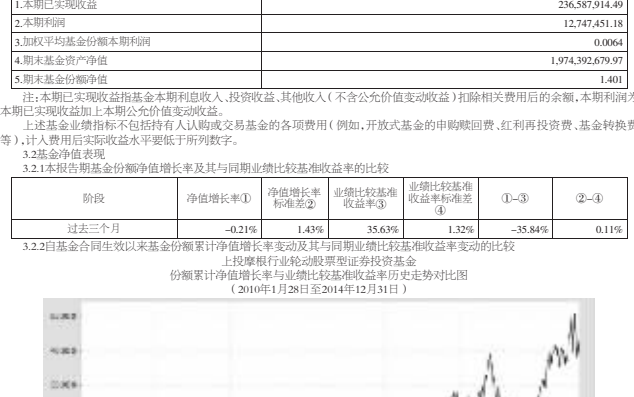 1.本期已实现收益 236,587,914.49
2.本期利润 12,747,451.18
3.加权平均基金份额本期利润 0.0064
4.期末基金资产净值 1,974,392,679.97
5.期末基金份额净值 1.401
注:本期已实现收益指基金本期利息收入、投资收益、其他收入(不含公允价值变动收益)扣除相关费用后的余额,本期利润为
本期已实现收益加上本期公允价值变动收益。
上述基金业绩指标不包括持有人认购或交易基金的各项费用(例如,开放式基金的申购赎回费、红利再投资费、基金转换费
等),计入费用后实际收益水平要低于所列数字。
3.2基金净值表现
3.2.1本报告期基金份额净值增长率及其与同期业绩比较基准收益率的比较
阶段 净值增长率① 净值增长率标准差② 业绩比较基准收益率③ 业绩比较基准收益率标准差④ ①-③ ②-④
过去三个月 -0.21% 1.43% 35.63% 1.32% -35.84% 0.11%
3.2.2自基金合同生效以来基金份额累计净值增长率变动及其与同期业绩比较基准收益率变动的比较
上投摩根行业轮动股票型证券投资基金
份额累计净值增长率与业绩比较基准收益率历史走势对比图
(2010年1月28日至2014年12月31日)